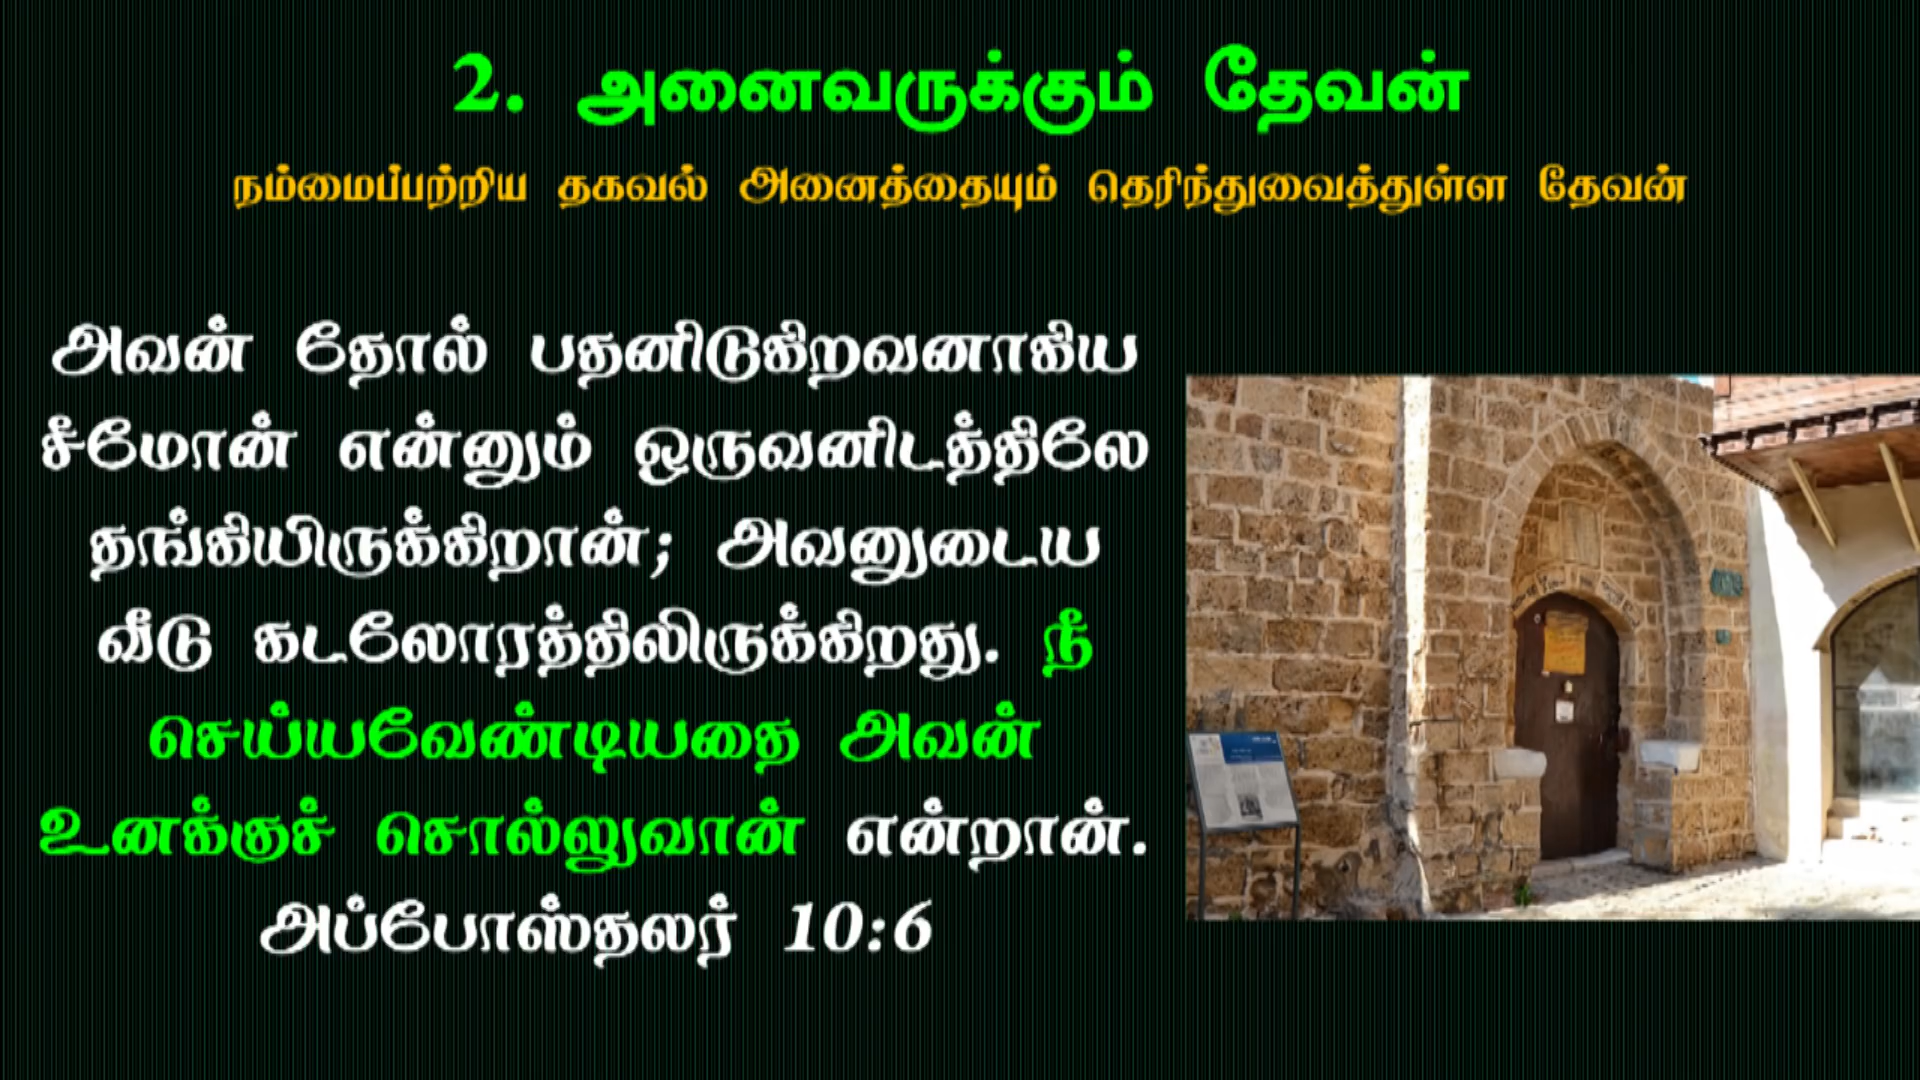 2. அனைவருக்கும் தேவன்
நம்மைப்பற்றிய தகவல் அனைத்தையும் தெரிந்துவைத்துள்ள தேவன்
அவன் தோல் பதனிடுகிறவனாகிய
சீமோன் என்னும் ஒருவனிடத்திலே
தங்கியிருக்கிறான்; அவனுடைய
வீடு கடலோரத்திலிருக்கிறது. நீ
செய்யவேண்டியதை அவன்
உனக்குச் சொல்லுவான் என்றான்.
அப்போஸ்தலர் 10:6